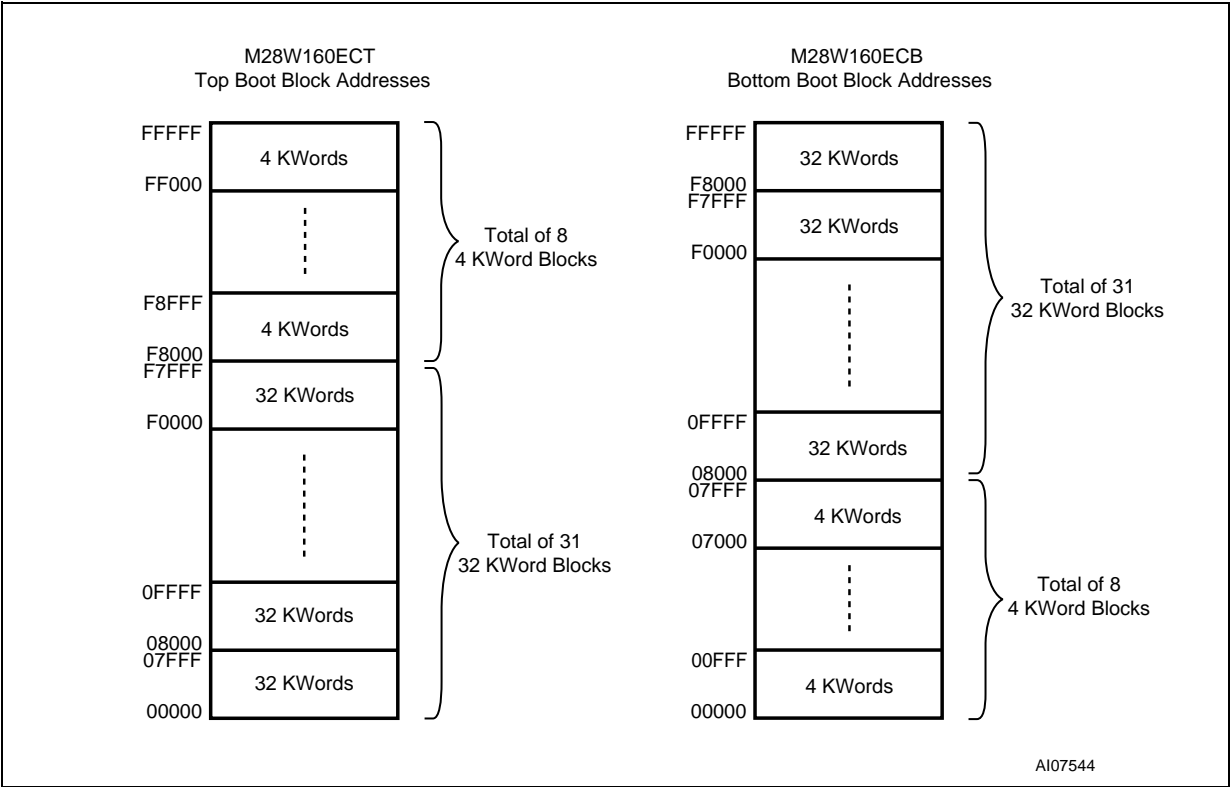 M28W160ECT
Top Boot Block Addresses
FFFFF
4 KWords
FF000
Total of 8
4 KWord Blocks
F8FFF
4 KWords
F8000
F7FFF
32 KWords
F0000
Total of 31
32 KWord Blocks
0FFFF
32 KWords
08000
07FFF
32 KWords
00000
M28W160ECB
Bottom Boot Block Addresses
FFFFF
32 KWords
F8000
F7FFF
32 KWords
F0000
Total of 31
32 KWord Blocks
0FFFF
32 KWords
08000
07FFF
4 KWords
07000
Total of 8
4 KWord Blocks
00FFF
4 KWords
00000
AI07544